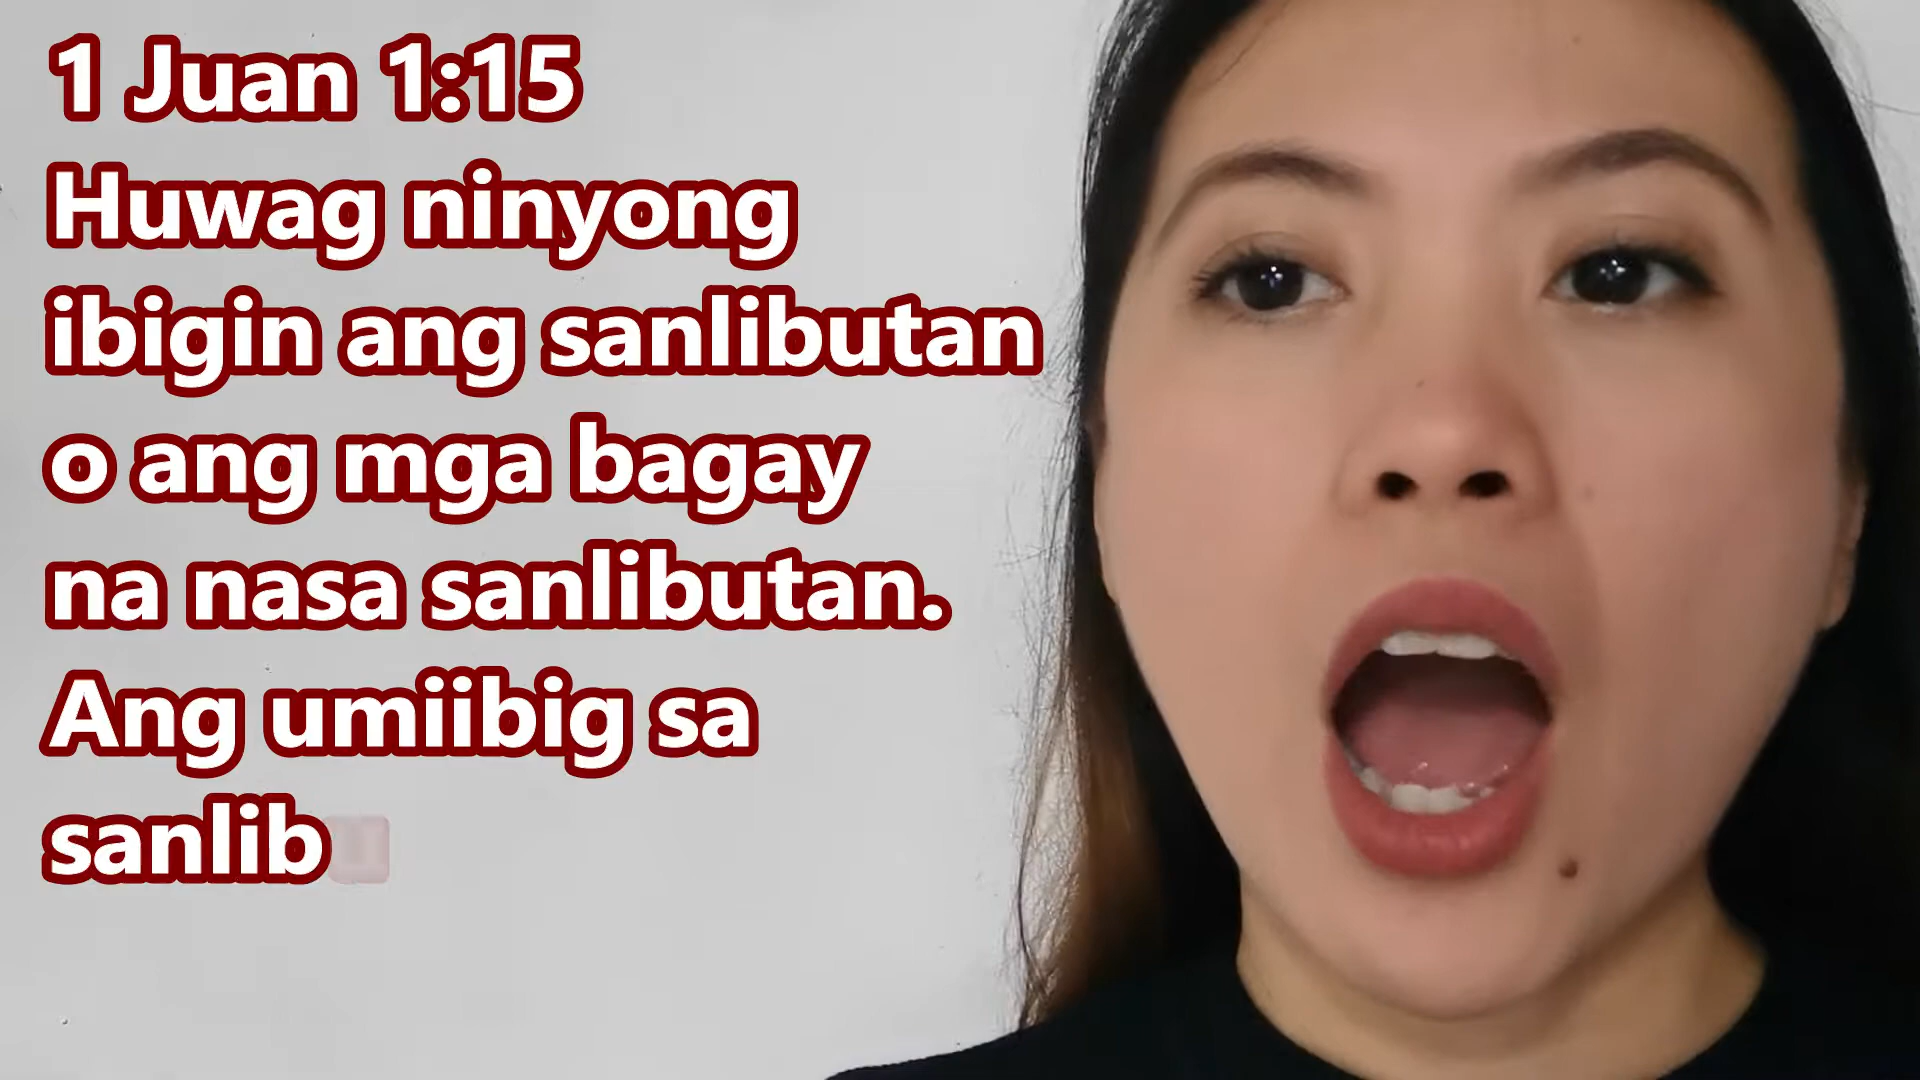 1 Juan 1:15
Huwag ninyong
ibigin ang sanlibutan
o ang mga bagay
na nasa sanlibutan.
Ang umiibig sa
sanlib